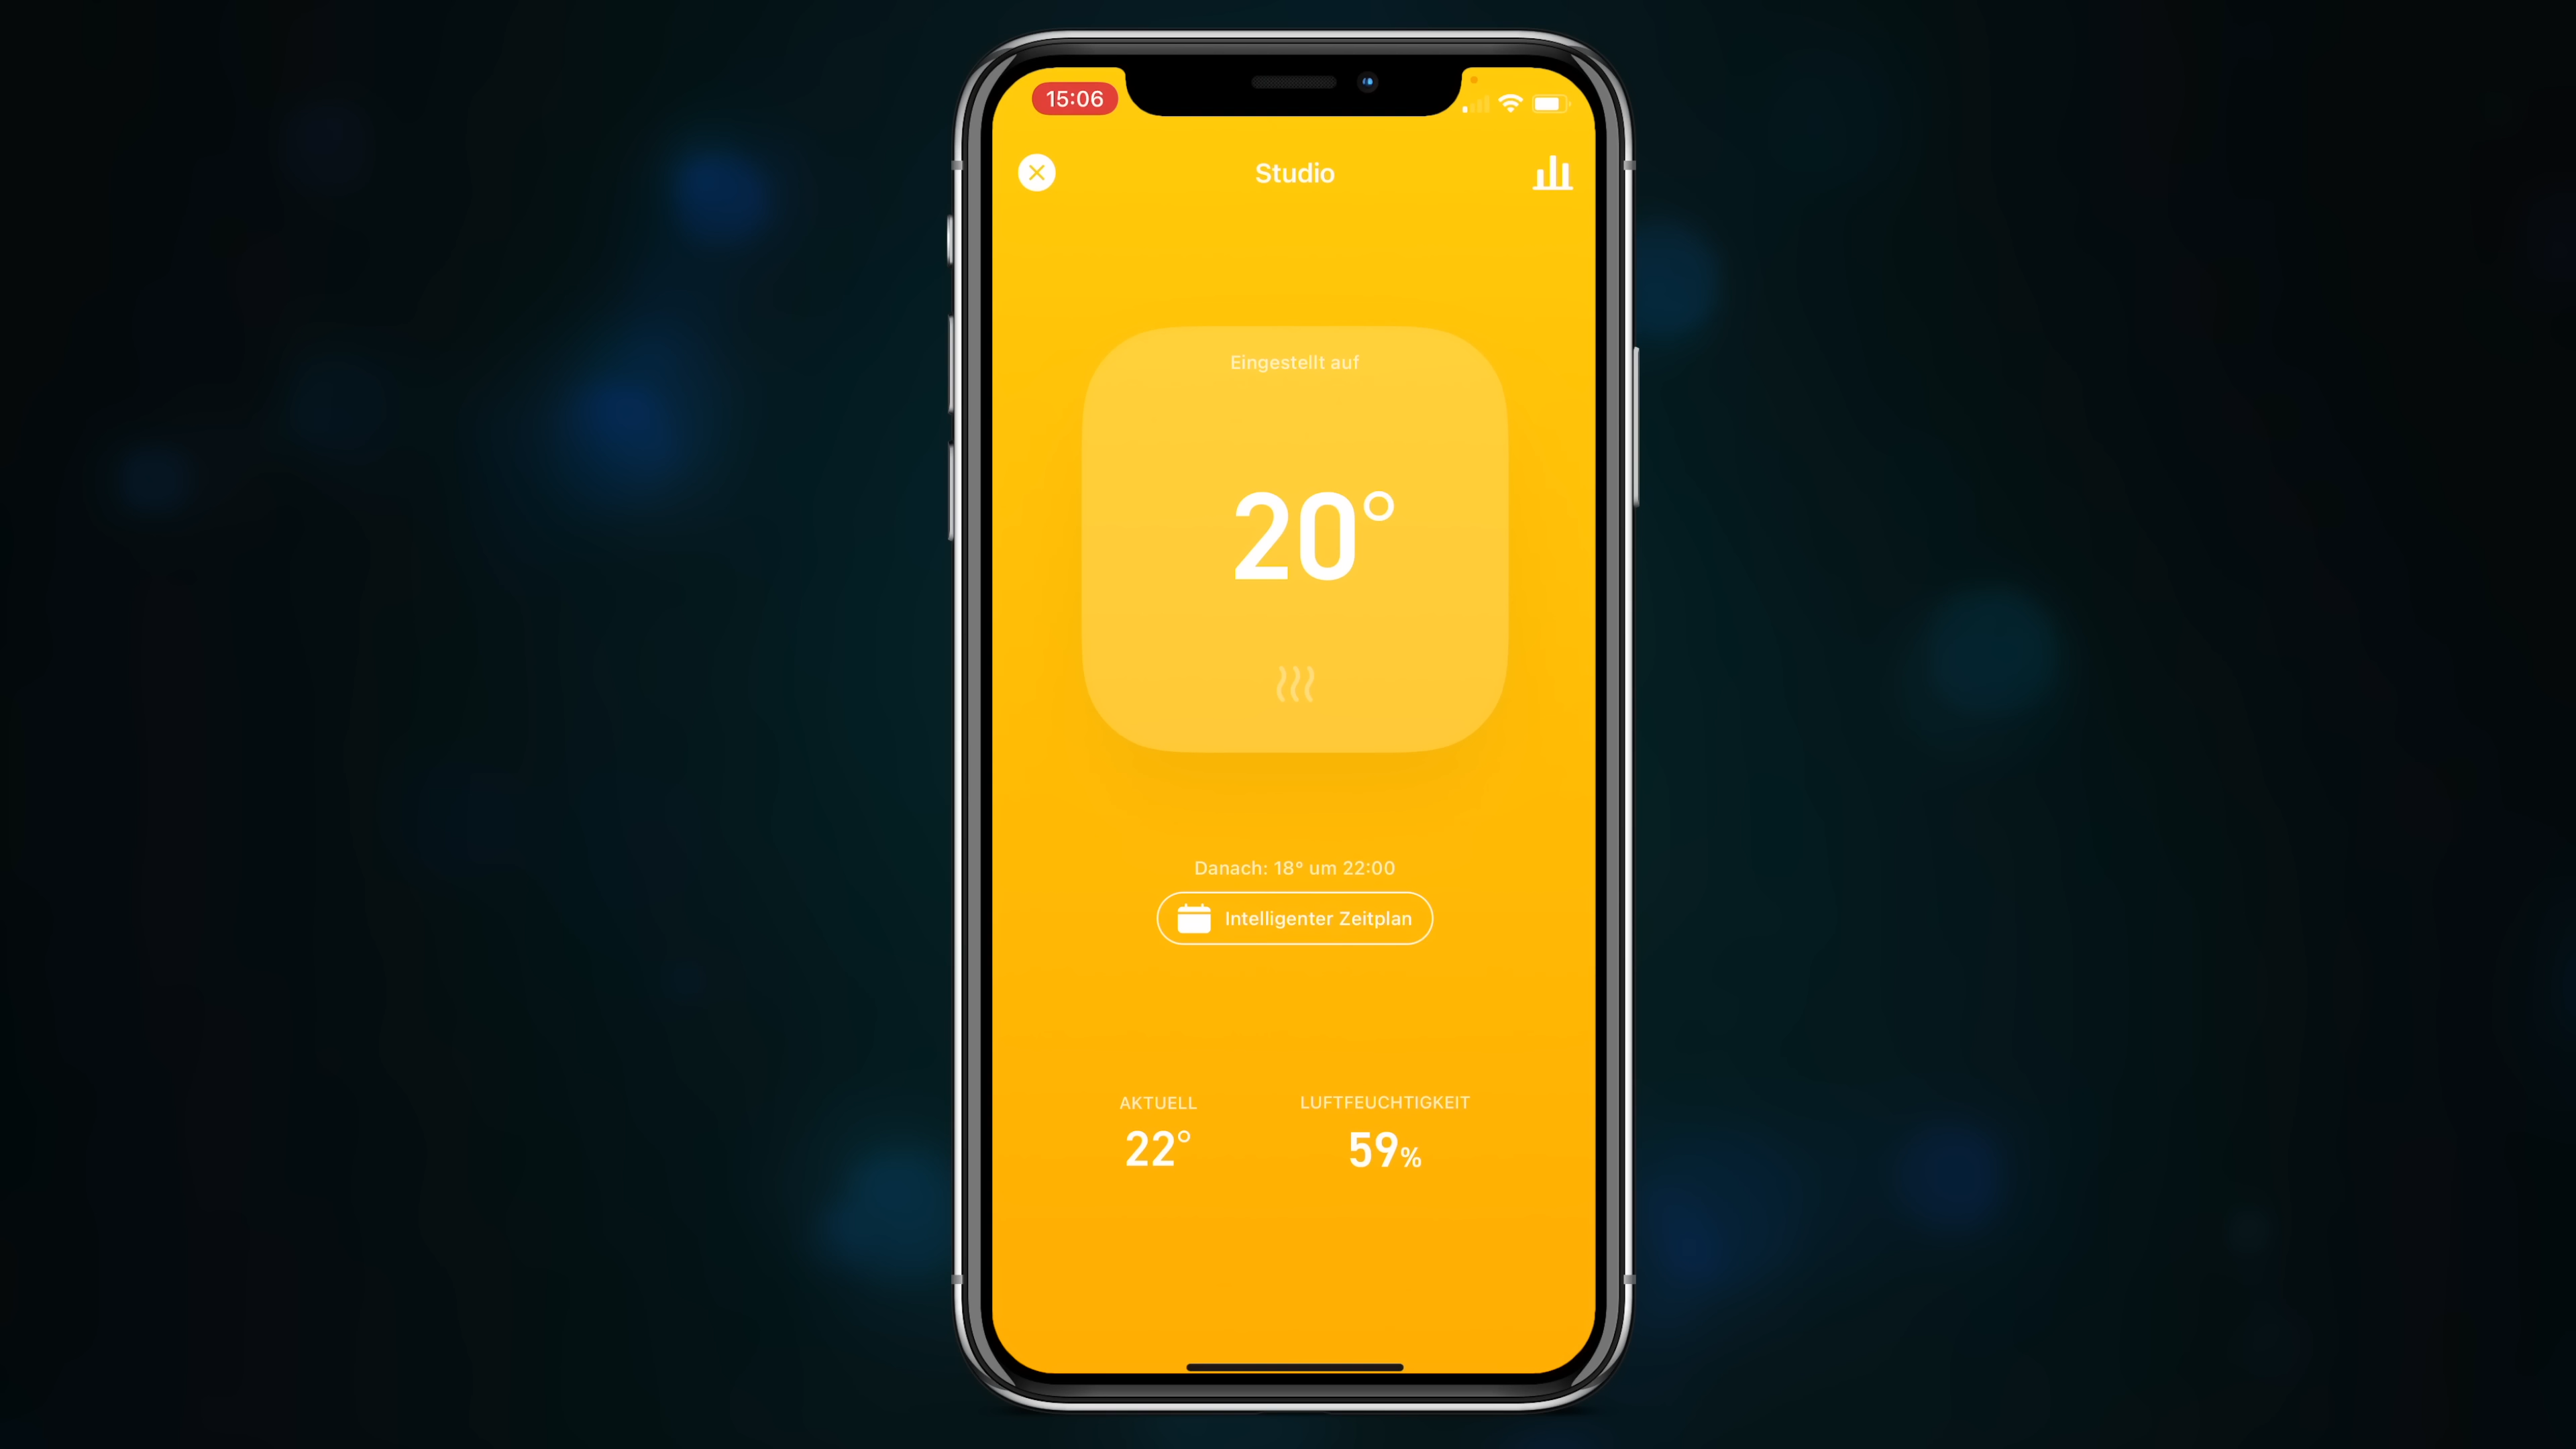 15:06
Studio
Eingestellt auf
20°
Danach: 18° um 22:00
Intelligenter Zeitplan
AKTUELL LUFTFEUCHTIGKEIT
22° 59%